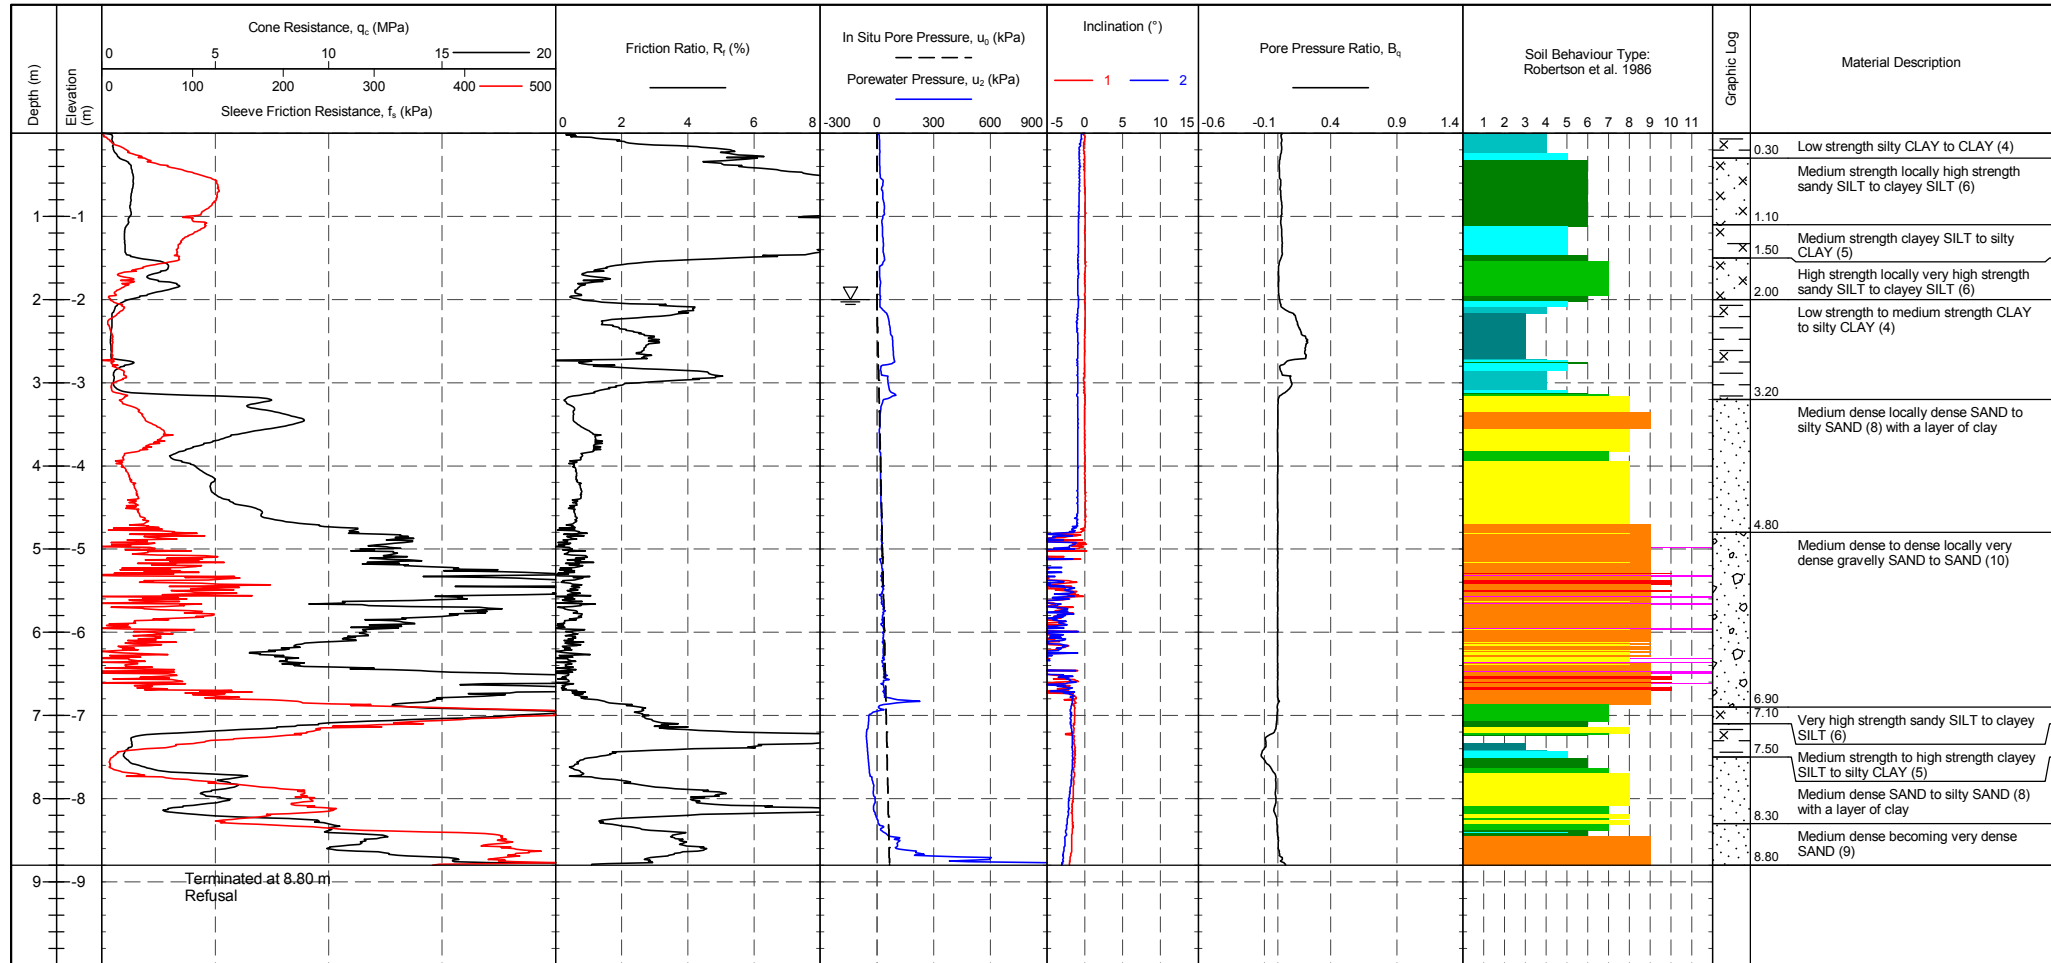 Depth (m)
Elevation (m)
Cone Resistance, qc (MPa)
0 5 10 15 20
0 100 200 300 400 500
Sleeve Friction Resistance, fs (kPa)
Friction Ratio, Rf (%)
0 2 4 6 8
In Situ Pore Pressure, u0 (kPa)
Porewater Pressure, u2 (kPa)
-300 0 300 600 900
Inclination (°)
1 2
-5 0 5 10 15
Pore Pressure Ratio, Bq
-0.6 -0.1 0.4 0.9 1.4
Soil Behaviour Type:
Robertson et al. 1986
1 2 3 4 5 6 7 8 9 10 11
Graphic Log
Material Description
0.30 Low strength silty CLAY to CLAY (4)
Medium strength locally high strength
sandy SILT to clayey SILT (6)
1 -1
1.10
Medium strength clayey SILT to silty
CLAY (5)
1.50
High strength locally very high strength
sandy SILT to clayey SILT (6)
2 -2
2.00
Low strength to medium strength CLAY
to silty CLAY (4)
3 -3
3.20
Medium dense locally dense SAND to
silty SAND (8) with a layer of clay
4 -4
4.80
Medium dense to dense locally very
dense gravelly SAND to SAND (10)
5 -5
6 -6
6.90
7 -7
7.10
Very high strength sandy SILT to clayey
SILT (6)
7.50
Medium strength to high strength clayey
SILT to silty CLAY (5)
Medium dense SAND to silty SAND (8)
with a layer of clay
8 -8
8.30
Medium dense becoming very dense
SAND (9)
8.80
9 -9
Terminated at 8.80 m
Refusal